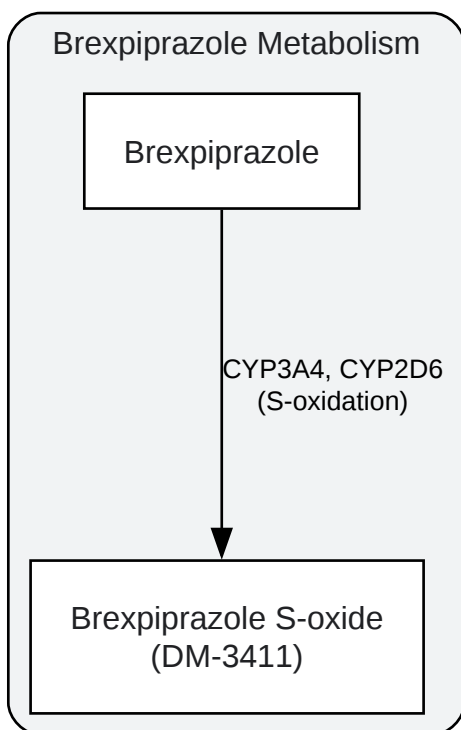 Brexpiprazole Metabolism
Brexpiprazole
CYP3A4, CYP2D6
(S-oxidation)
Brexpiprazole S-oxide
(DM-3411)